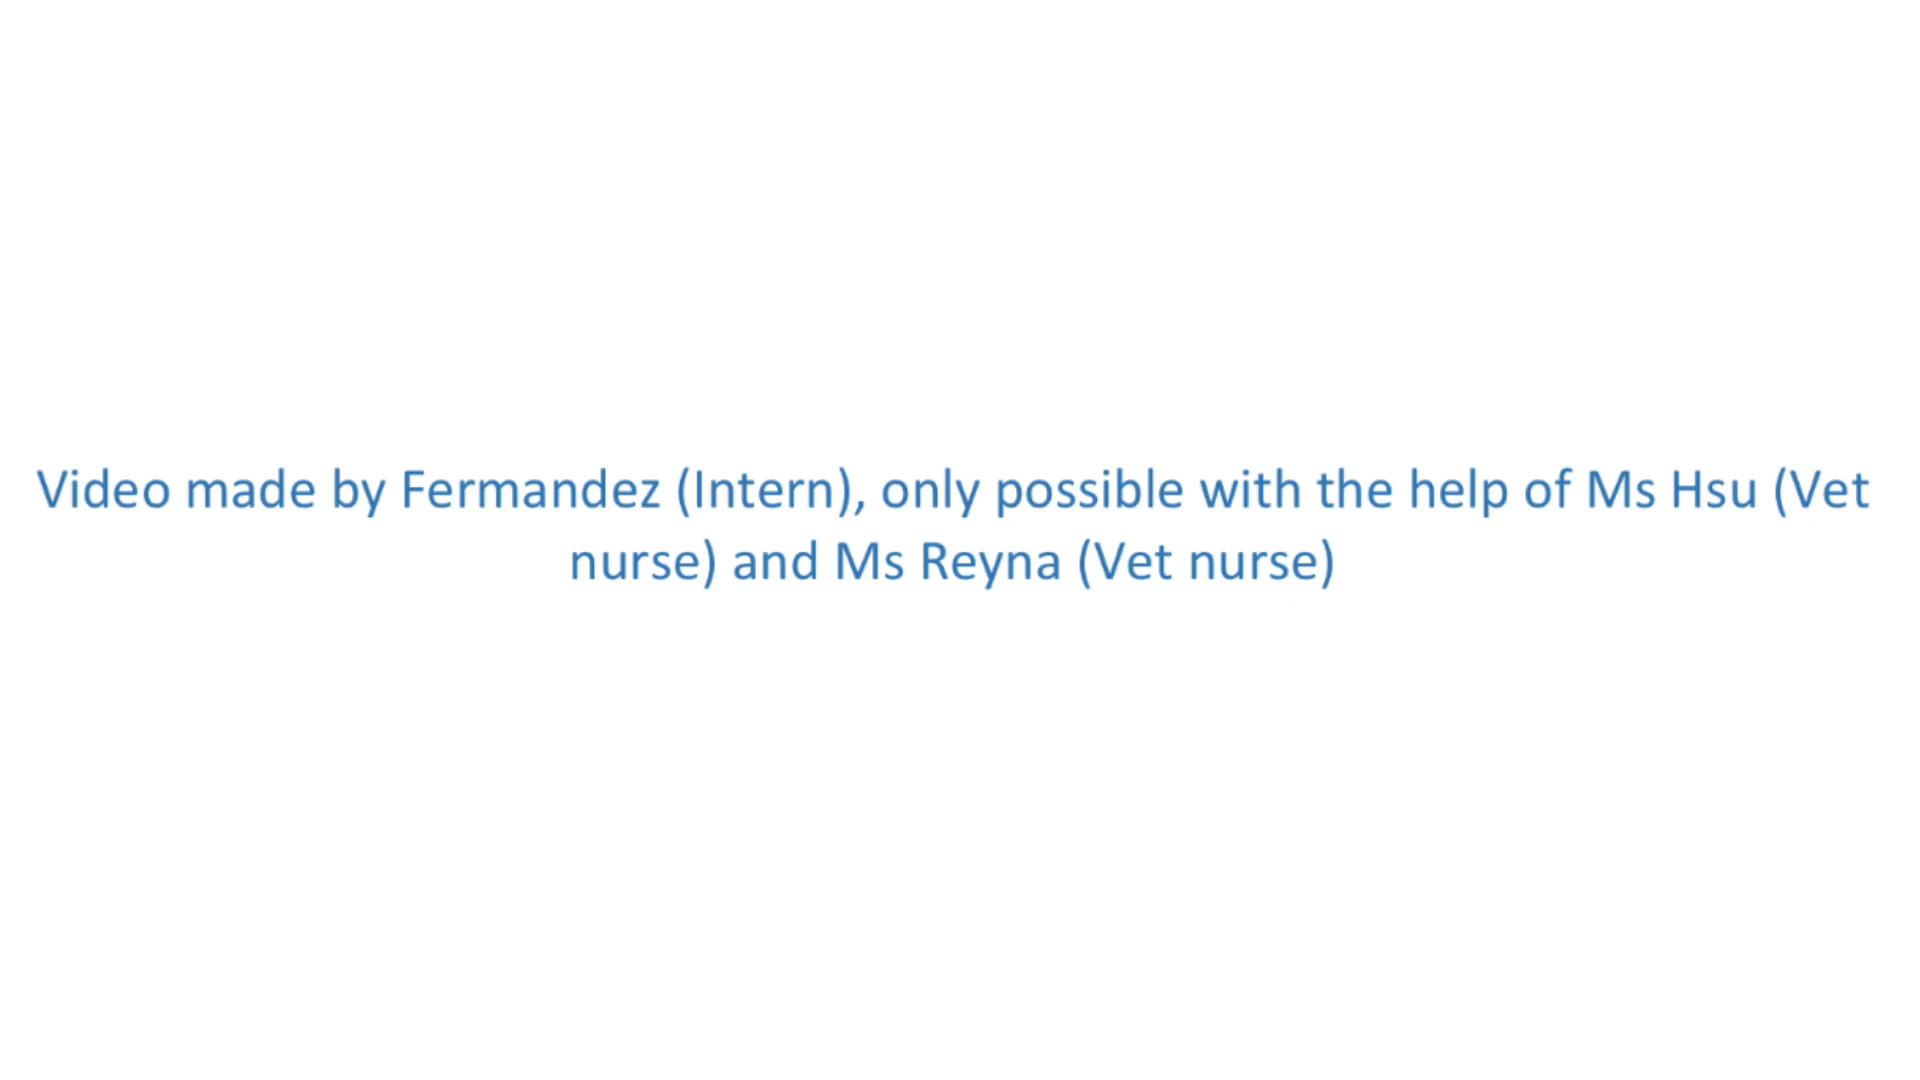 Video made by Fermandez (Intern), only possible with the help of Ms Hsu (Vet
nurse) and Ms Reyna (Vet nurse)